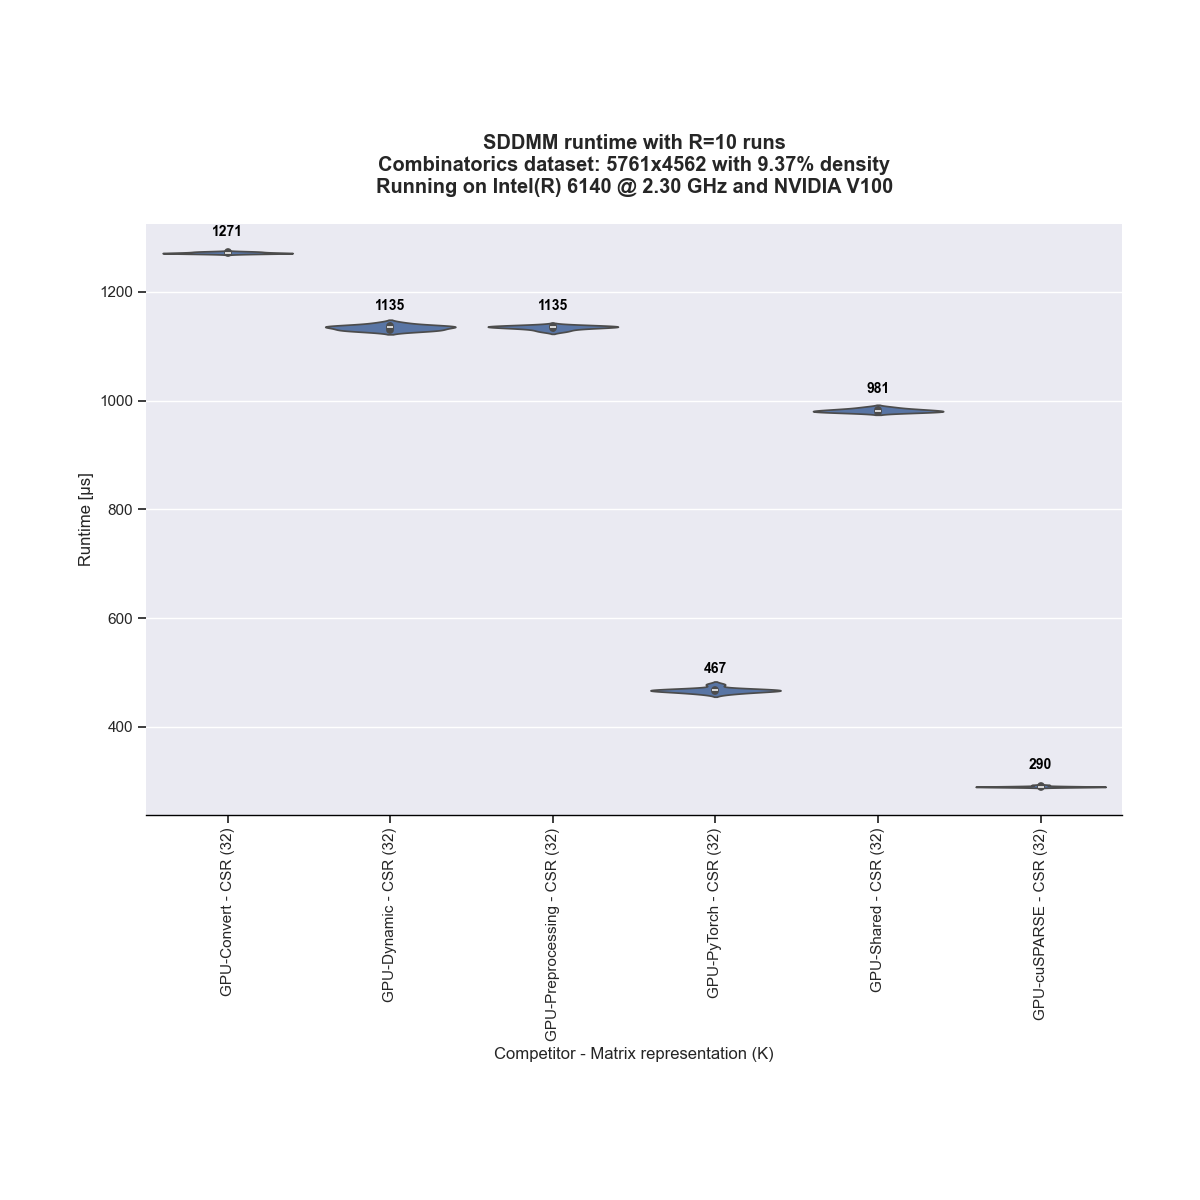 SDDMM runtime with R=10 runs
Combinatorics dataset: 5761x4562 with 9.37% density
Running on Intel(R) 6140 @ 2.30 GHz and NVIDIA V100
1271
1135
1135
981
467
290
Runtime [µs]
1200
1000
800
600
400
GPU-Convert - CSR (32)
GPU-Dynamic - CSR (32)
GPU-Preprocessing - CSR (32)
GPU-PyTorch - CSR (32)
GPU-Shared - CSR (32)
GPU-cuSPARSE - CSR (32)
Competitor - Matrix representation (K)